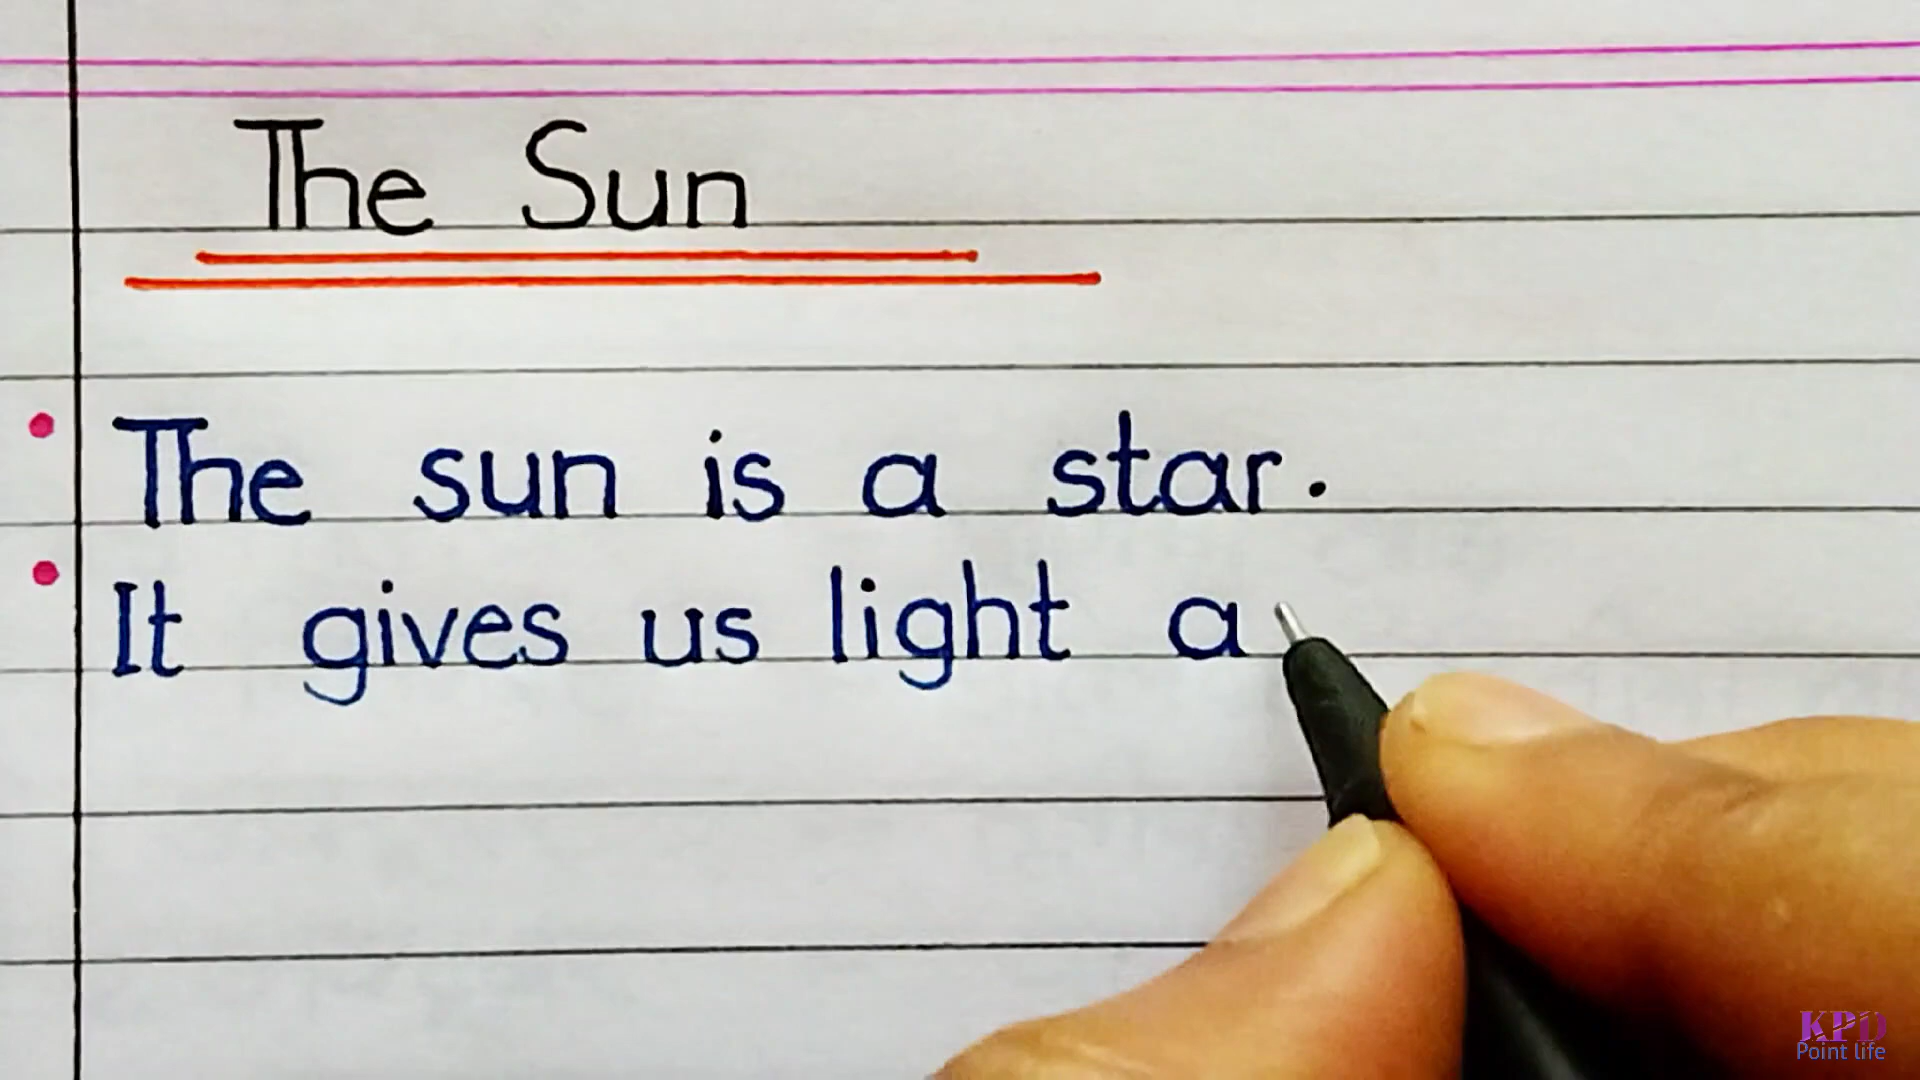 The Sun
The sun is a star.
It gives us light a
KPD
Point life